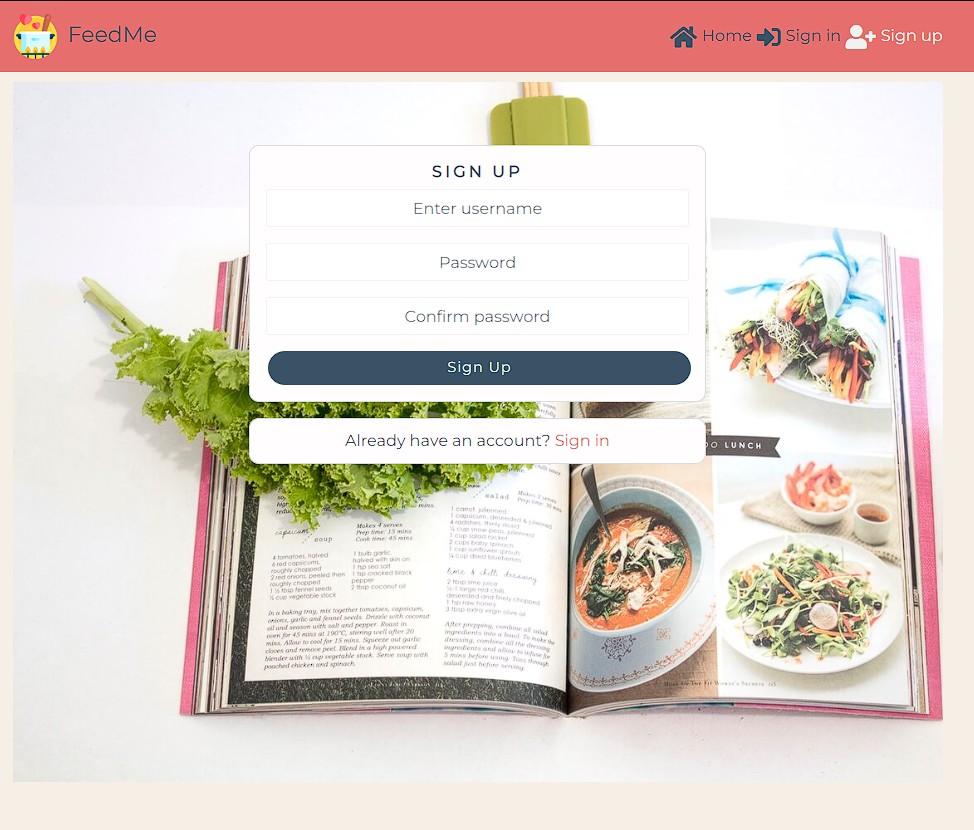 FeedMe
Home Sign in Sign up
SIGN UP
Enter username
Password
Confirm password
Sign Up
Already have an account? Sign in
LUNCH
soup
Makes 4 serves
Prep time: 15 mins
Cook time: 45 mins
4 tomatoes, halved
6 red capsicums,
roughly chopped
2 red onions, peeled then
roughly chopped
1 ½ tbsp fennel seeds
½ cup vegetable stock
1 bulb garlic,
halved with skin on
1 tsp sea salt
1 tsp cracked black
pepper
2 tbsp coconut oil
In a baking tray, mix together tomatoes, capsicum,
onions, garlic and fennel seeds. Drizzle with coconut
oil and season with salt and pepper. Roast in
oven for 45 mins at 190°C, stirring well after 20
mins. Allow to cool for 15 mins. Squeeze out garlic
cloves and remove peel. Blend in a high powered
blender with ½ cup vegetable stock. Serve soup with
poached chicken and spinach.
salad
Makes 2 serves
Prep time: 10 mins
1 carrot, julienned
1 capsicum, deseeded & julienned
4 radishes, thinly sliced
½ cup snow peas, julienned
1 cup salad rocket
2 cups baby spinach
1 cup sunflower sprouts
¼ cup dried blueberries
lime & chilli dressing
2 tbsp lime juice
½-1 large red chilli,
deseeded and finely chopped
1 tsp raw honey
3 tbsp extra virgin olive oil
After prepping, combine all salad
ingredients into a bowl. To make
dressing, combine all the dressing
ingredients and allow to infuse for
5 mins before using. Toss through
salad just before serving